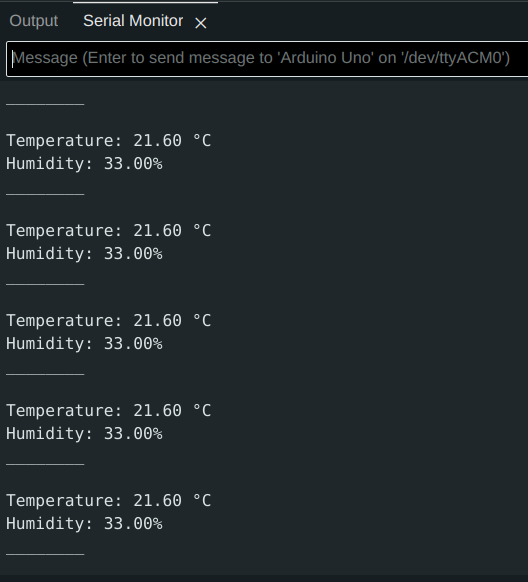 Output Serial Monitor
Message (Enter to send message to 'Arduino Uno' on '/dev/ttyACM0')
________
Temperature: 21.60 °C
Humidity: 33.00%
________
Temperature: 21.60 °C
Humidity: 33.00%
________
Temperature: 21.60 °C
Humidity: 33.00%
________
Temperature: 21.60 °C
Humidity: 33.00%
________
Temperature: 21.60 °C
Humidity: 33.00%
________